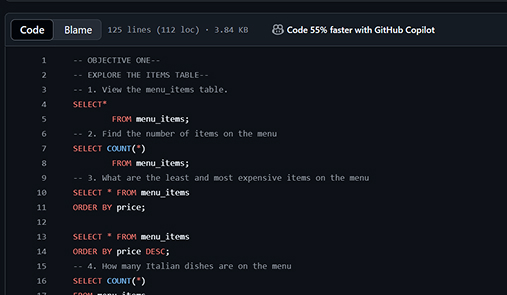 Code Blame 125 lines (112 loc) · 3.84 KB Code 55% faster with GitHub Copilot
1 -- OBJECTIVE ONE--
2 -- EXPLORE THE ITEMS TABLE--
3 -- 1. View the menu_items table.
4 SELECT*
5 FROM menu_items;
6 -- 2. Find the number of items on the menu
7 SELECT COUNT(*)
8 FROM menu_items;
9 -- 3. What are the least and most expensive items on the menu
10 SELECT * FROM menu_items
11 ORDER BY price;
12
13 SELECT * FROM menu_items
14 ORDER BY price DESC;
15 -- 4. How many Italian dishes are on the menu
16 SELECT COUNT(*)
17 FROM menu_items